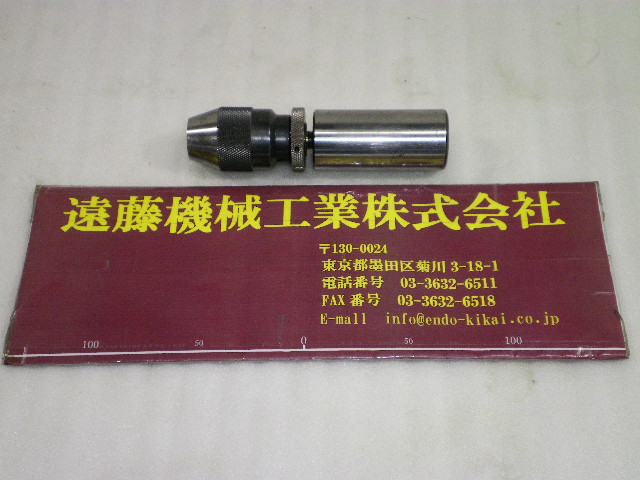 遠藤機械工業株式会社
〒130-0024
東京都墨田区菊川 3-18-1
電話番号 03-3632-6511
FAX 番号 03-3632-6518
E-mail info@endo-kikai.co.jp
100 50 0 50 100